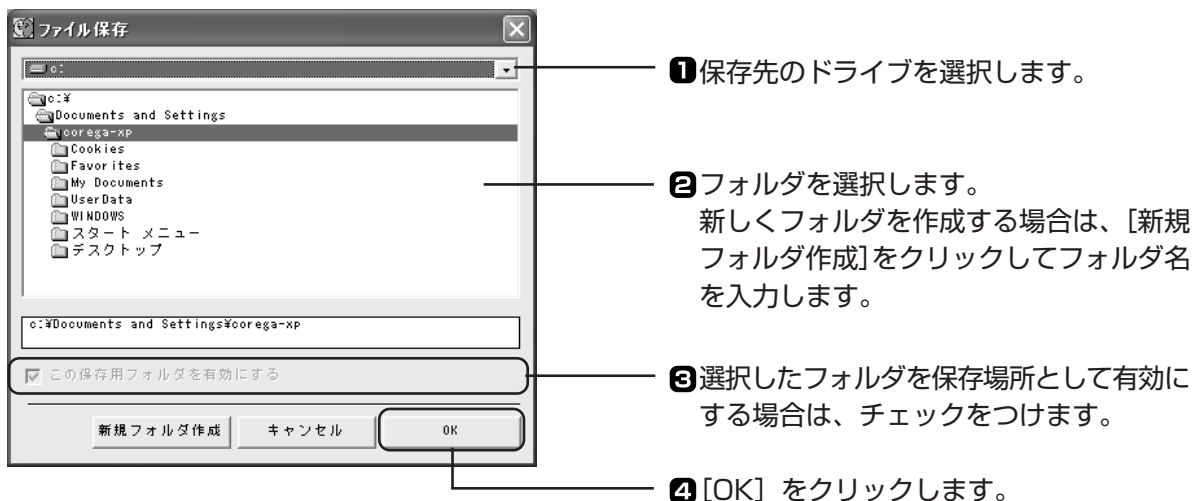 ファイル保存
c:
c:¥
Documents and Settings
corega-xp
Cookies
Favorites
My Documents
UserData
WINDOWS
スタート メニュー
デスクトップ
c:¥Documents and Settings¥corega-xp
この保存用フォルダを有効にする
新規フォルダ作成 キャンセル OK
1保存先のドライブを選択します。
2フォルダを選択します。
新しくフォルダを作成する場合は、[新規
フォルダ作成]をクリックしてフォルダ名
を入力します。
3選択したフォルダを保存場所として有効に
する場合は、チェックをつけます。
4[OK] をクリックします。